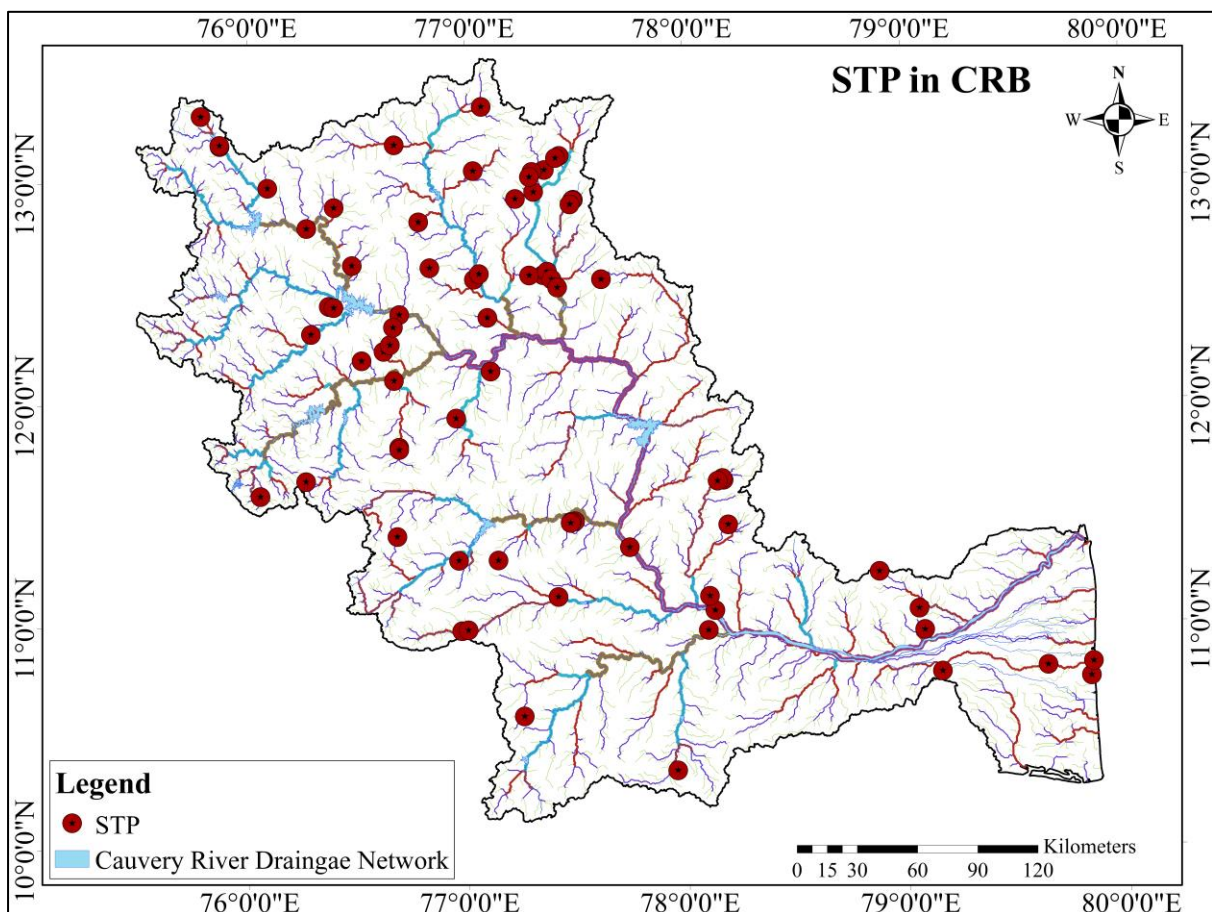 76°0'0"E 77°0'0"E 78°0'0"E 79°0'0"E 80°0'0"E
STP in CRB
N
W E
S
13°0'0"N 13°0'0"N
12°0'0"N 12°0'0"N
11°0'0"N 11°0'0"N
10°0'0"N 10°0'0"N
Legend
STP
Cauvery River Draingae Network
Kilometers
0 15 30 60 90 120
76°0'0"E 77°0'0"E 78°0'0"E 79°0'0"E 80°0'0"E